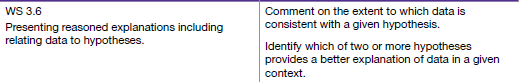 WS 3.6
Presenting reasoned explanations including
relating data to hypotheses.
Comment on the extent to which data is
consistent with a given hypothesis.
Identify which of two or more hypotheses
provides a better explanation of data in a given
context.